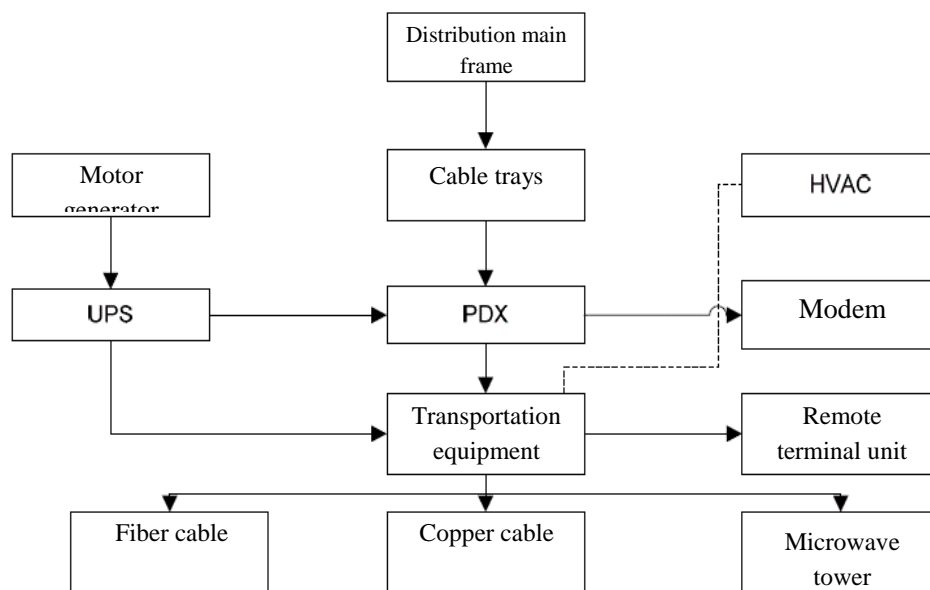 Distribution main
frame
Motor
generator
Cable trays
HVAC
UPS
PDX
Modem
Transportation
equipment
Remote
terminal unit
Fiber cable
Copper cable
Microwave
tower